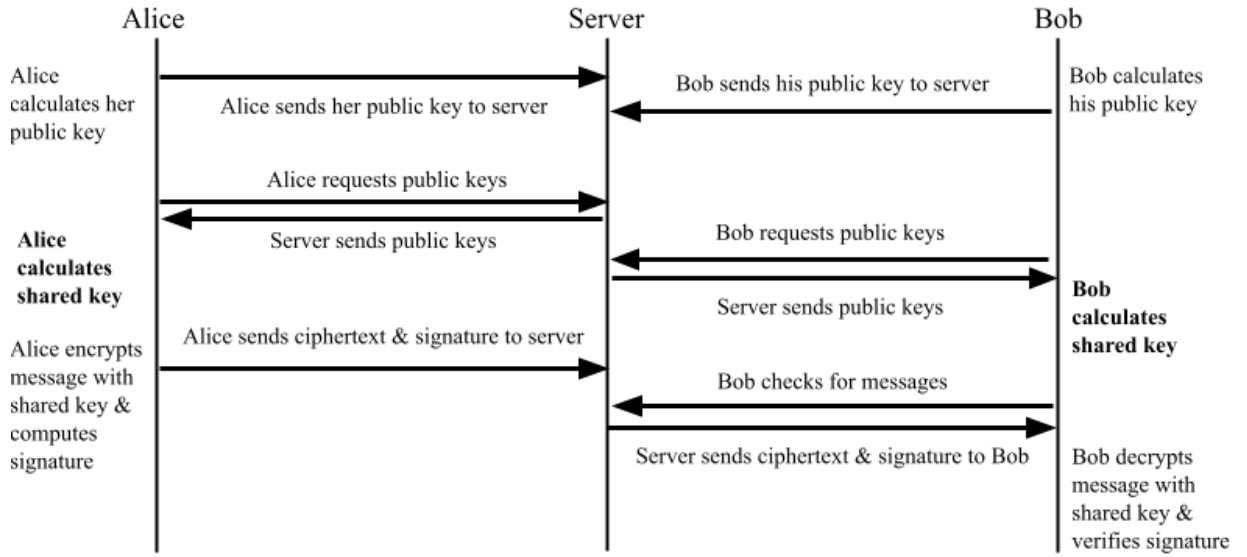 Alice
Server
Bob
Alice
calculates her
public key
Alice sends her public key to server
Bob sends his public key to server
Bob calculates
his public key
Alice requests public keys
Server sends public keys
Alice
calculates
shared key
Bob requests public keys
Server sends public keys
Bob
calculates
shared key
Alice sends ciphertext & signature to server
Alice encrypts
message with
shared key &
computes
signature
Bob checks for messages
Server sends ciphertext & signature to Bob
Bob decrypts
message with
shared key &
verifies signature